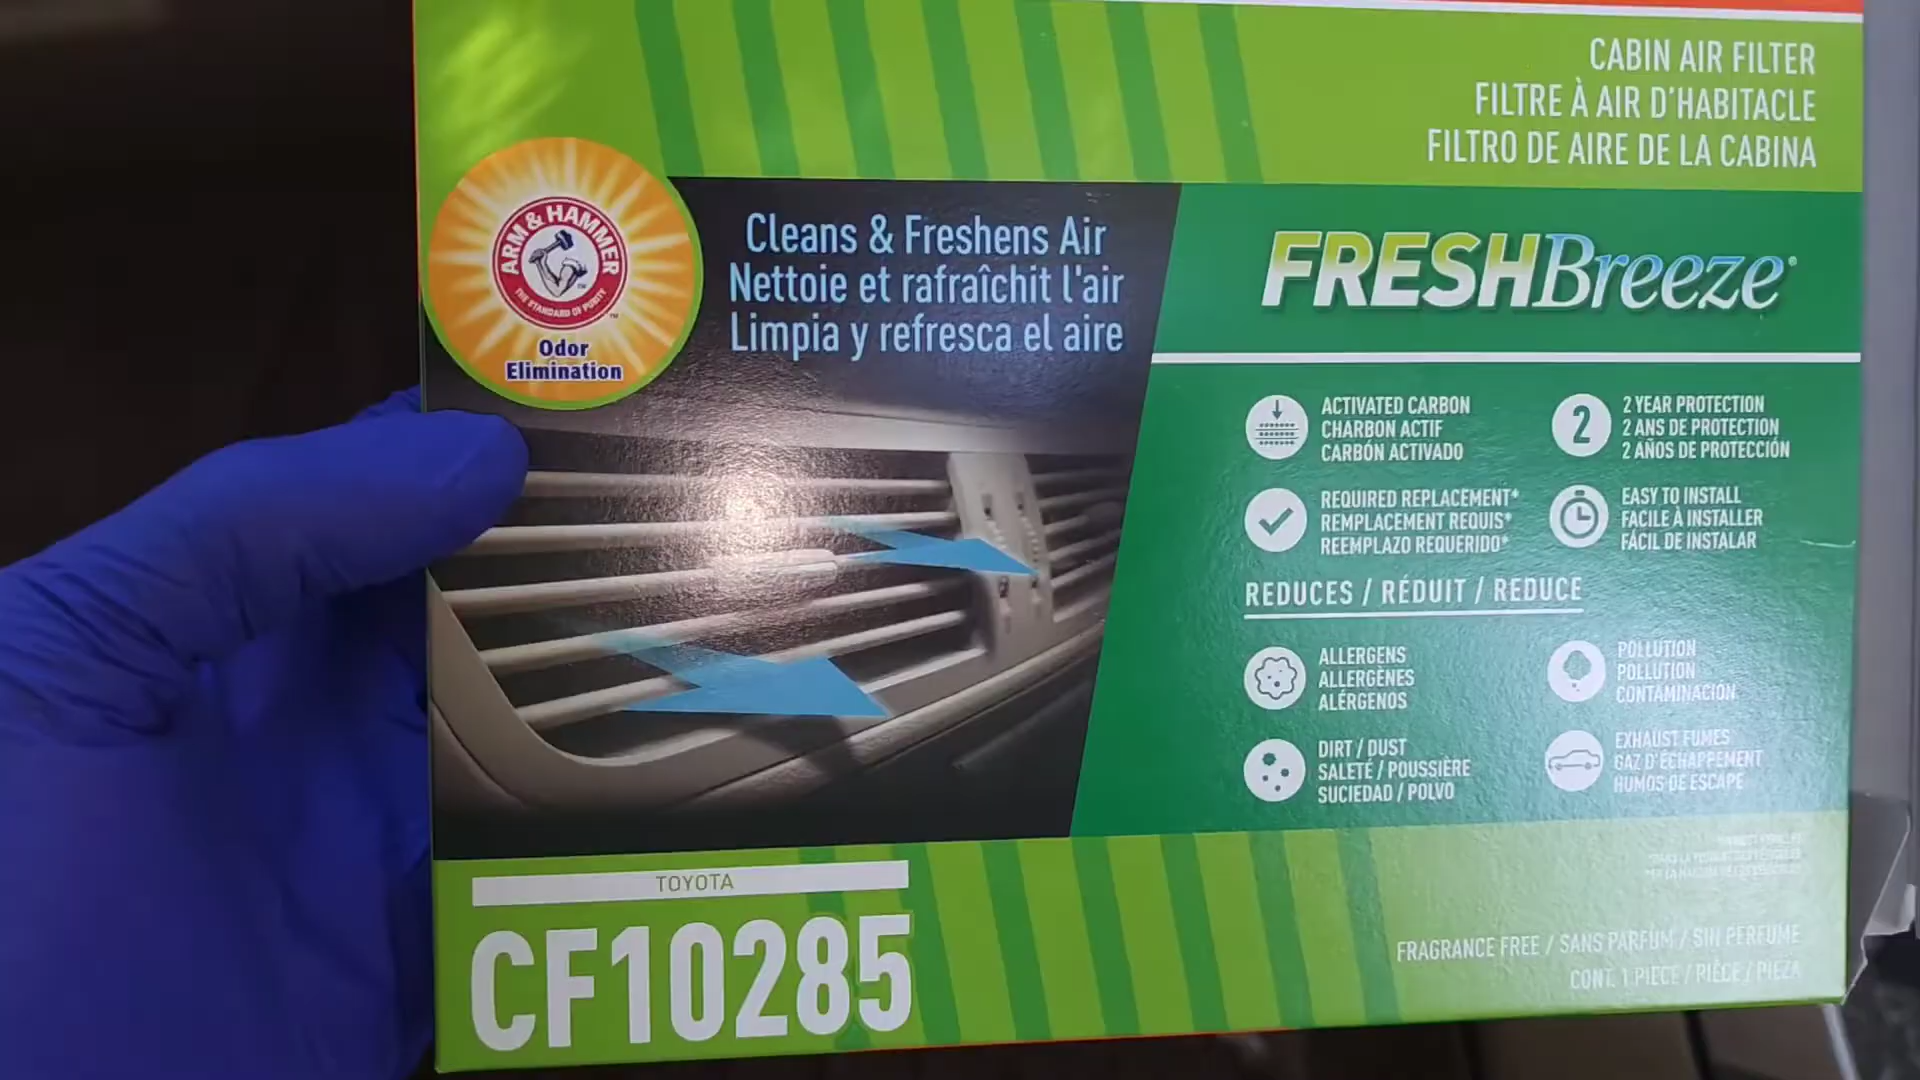 CABIN AIR FILTER
FILTRE À AIR D'HABITACLE
FILTRO DE AIRE DE LA CABINA
ARM & HAMMER
THE STANDARD OF PURITY
Odor
Elimination
Cleans & Freshens Air
Nettoie et rafraîchit l'air
Limpia y refresca el aire
FRESHBreeze®
ACTIVATED CARBON
CHARBON ACTIF
CARBÓN ACTIVADO
2
2 YEAR PROTECTION
2 ANS DE PROTECTION
2 AÑOS DE PROTECCIÓN
REQUIRED REPLACEMENT*
REMPLACEMENT REQUIS*
REEMPLAZO REQUERIDO*
EASY TO INSTALL
FACILE À INSTALLER
FÁCIL DE INSTALAR
REDUCES / RÉDUIT / REDUCE
ALLERGENS
ALLERGÈNES
ALÉRGENOS
POLLUTION
POLLUTION
CONTAMINACIÓN
DIRT / DUST
SALETÉ / POUSSIÈRE
SUCIEDAD / POLVO
EXHAUST FUMES
GAZ D'ÉCHAPPEMENT
HUMOS DE ESCAPE
TOYOTA
CF10285
FRAGRANCE FREE / SANS PARFUM / SIN PERFUME
CONT. 1 PIECE / PIÈCE / PIEZA